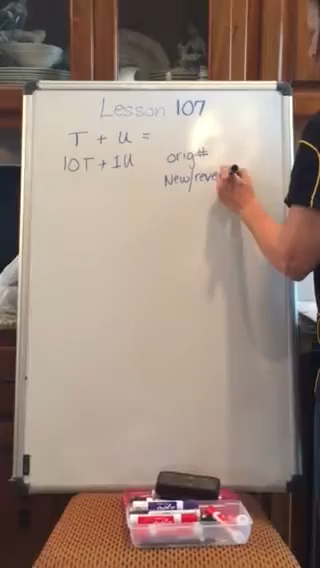 Lesson 107
T + U =
10T + 1U
orig#
New/reve